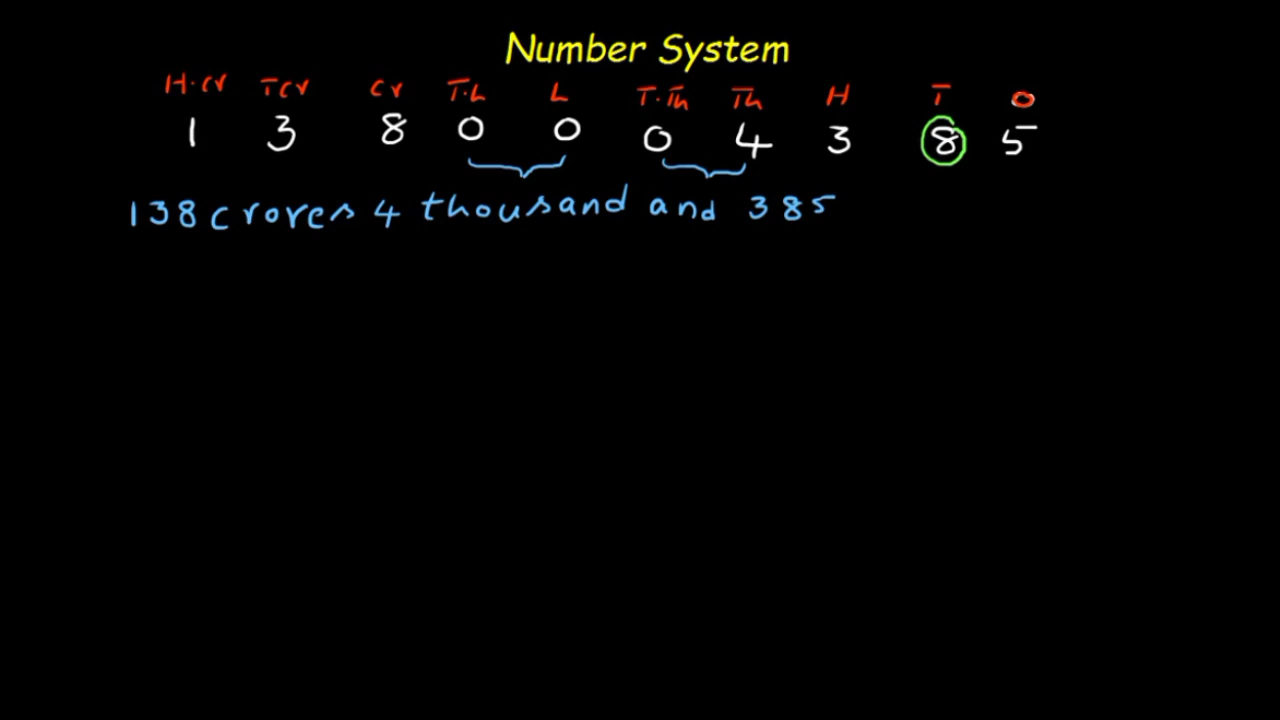 Number System
H.Cr T Cr Cr T.L L T.Th Th H T O
1 3 8 0 0 0 4 3 8 5
138 crores 4 thousand and 385